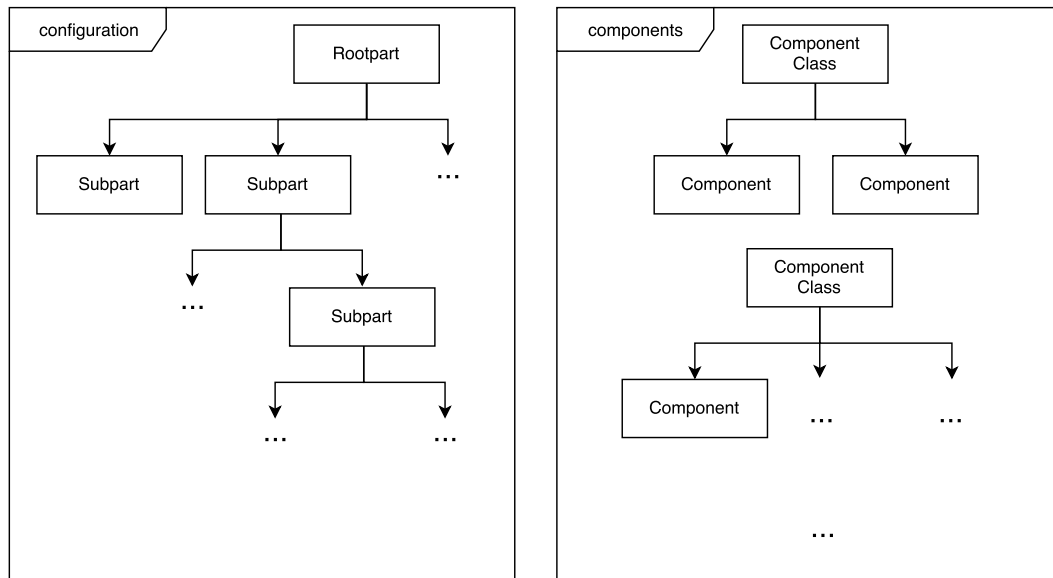 configuration
Rootpart
Subpart
Subpart
...
...
Subpart
...
...
components
Component
Class
Component
Component
Component
Class
Component
...
...
...